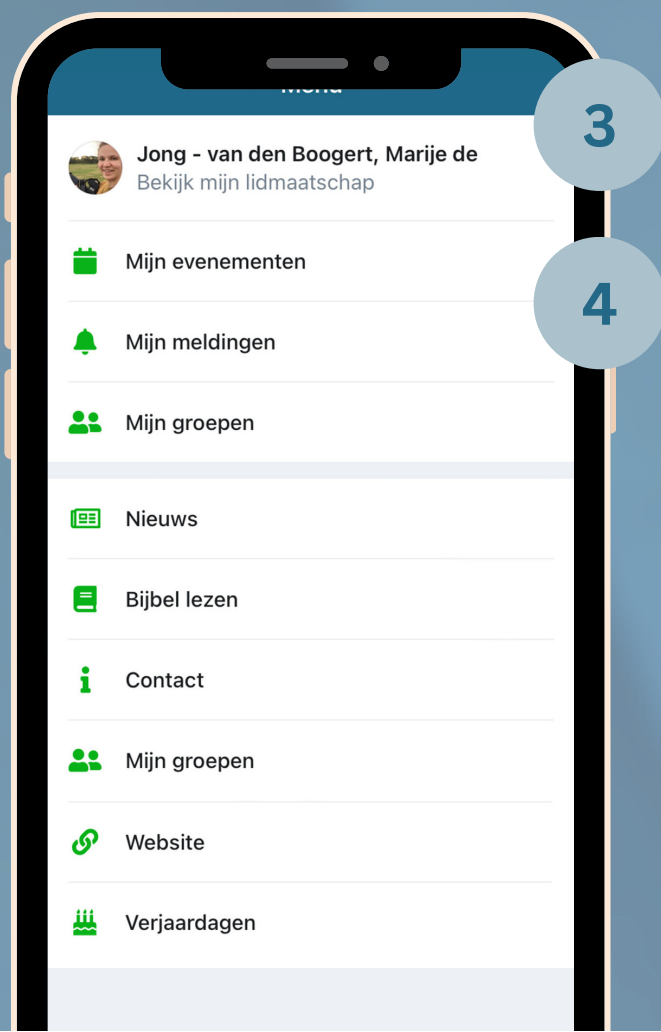 Menu
3
Jong - van den Boogert, Marije de
Bekijk mijn lidmaatschap
Mijn evenementen
4
Mijn meldingen
Mijn groepen
Nieuws
Bijbel lezen
Contact
Mijn groepen
Website
Verjaardagen